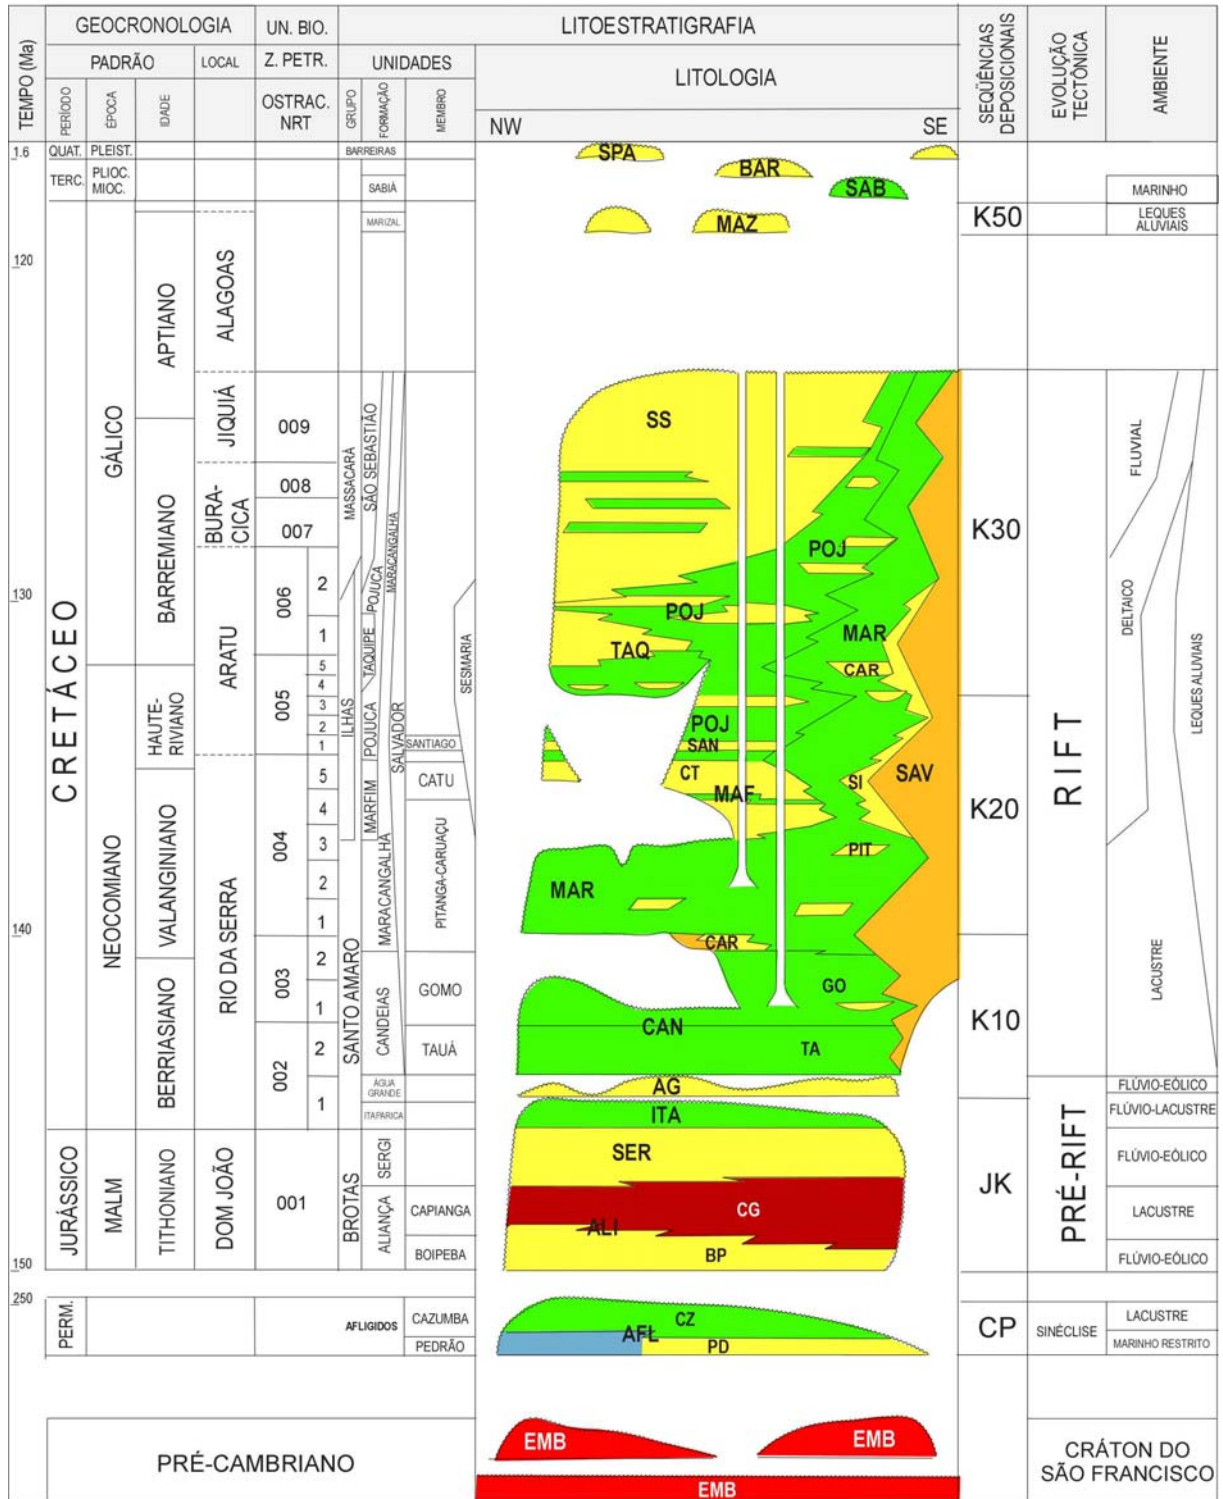 GEOCRONOLOGIA
UN. BIO.
LITOESTRATIGRAFIA
TEMPO (Ma)
PADRÃO
LOCAL
Z. PETR.
UNIDADES
LITOLOGIA
SEQÜÊNCIAS
DEPOSICIONAIS
EVOLUÇÃO
TECTÔNICA
AMBIENTE
PERÍODO
ÉPOCA
IDADE
OSTRAC.
NRT
GRUPO
FORMAÇÃO
MEMBRO
NW
SE
1.6
QUAT.
PLEIST.
BARREIRAS
SPA
BAR
TERC.
PLIOC.
MIOC.
SABIÁ
SAB
MARINHO
MARIZAL
MAZ
K50
LEQUES
ALUVIAIS
120
APTIANO
ALAGOAS
CRETÁCEO
GÁLICO
JIQUIÁ
009
MASSACARÁ
SÃO SEBASTIÃO
SS
FLUVIAL
BURA-
CICA
008
007
MARACANGALHA
K30
POJ
BARREMIANO
130
006
2
1
POJUCA
TAQUIPE
POJ
TAQ
MAR
CAR
DELTAICO
LEQUES ALUVIAIS
ARATU
SESMARIA
HAUTE-
RIVIANO
005
5
4
3
2
1
ILHAS
POJUCA
SALVADOR
SANTIAGO
POJ
SAN
RIFT
NEOCOMIANO
VALANGINIANO
RIO DA SERRA
004
5
4
3
2
1
MARFIM
CATU
CT
MAF
SI
SAV
K20
PIT
MARACANGALHA
PITANGA-CARUAÇU
MAR
140
CAR
LACUSTRE
BERRIASIANO
003
2
1
SANTO AMARO
CANDEIAS
GOMO
GO
K10
002
2
1
TAUÁ
CAN
TA
ÁGUA
GRANDE
AG
FLÚVIO-EÓLICO
ITAPARICA
ITA
FLÚVIO-LACUSTRE
JURÁSSICO
MALM
TITHONIANO
DOM JOÃO
001
BROTAS
SERGI
SER
JK
PRÉ-RIFT
FLÚVIO-EÓLICO
ALIANÇA
CAPIANGA
CG
ALI
LACUSTRE
BOIPEBA
BP
FLÚVIO-EÓLICO
150
250
PERM.
AFLIGIDOS
CAZUMBA
CZ
AFL
CP
SINÉCLISE
LACUSTRE
PEDRÃO
PD
MARINHO RESTRITO
PRÉ-CAMBRIANO
EMB
EMB
CRÁTON DO
SÃO FRANCISCO
EMB